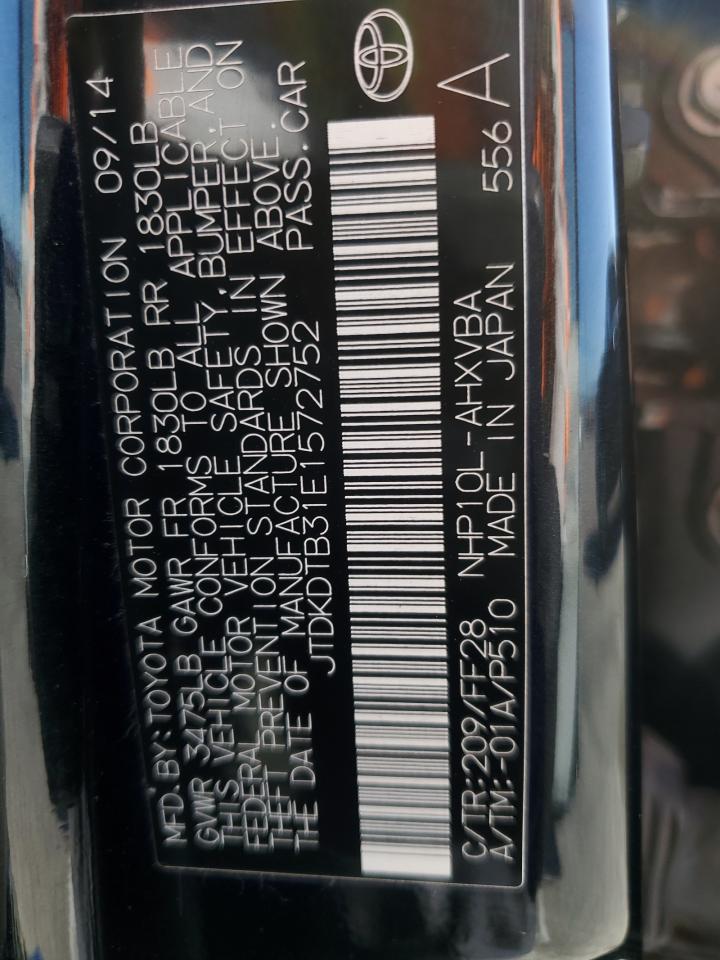 MFD.BY:TOYOTA MOTOR CORPORATION 09/14
GVWR 3475LB GAWR FR 1830LB RR 1830LB
THIS VEHICLE CONFORMS TO ALL APPLICABLE
FEDERAL MOTOR VEHICLE SAFETY,BUMPER,AND
THEFT PREVENTION STANDARDS IN EFFECT ON
THE DATE OF MANUFACTURE SHOWN ABOVE.
JTDKDTB31E1572752 PASS.CAR
C/TR:209/FF28 NHP10L-AHXVBA 556 A
A/TM:-01A/P510 MADE IN JAPAN